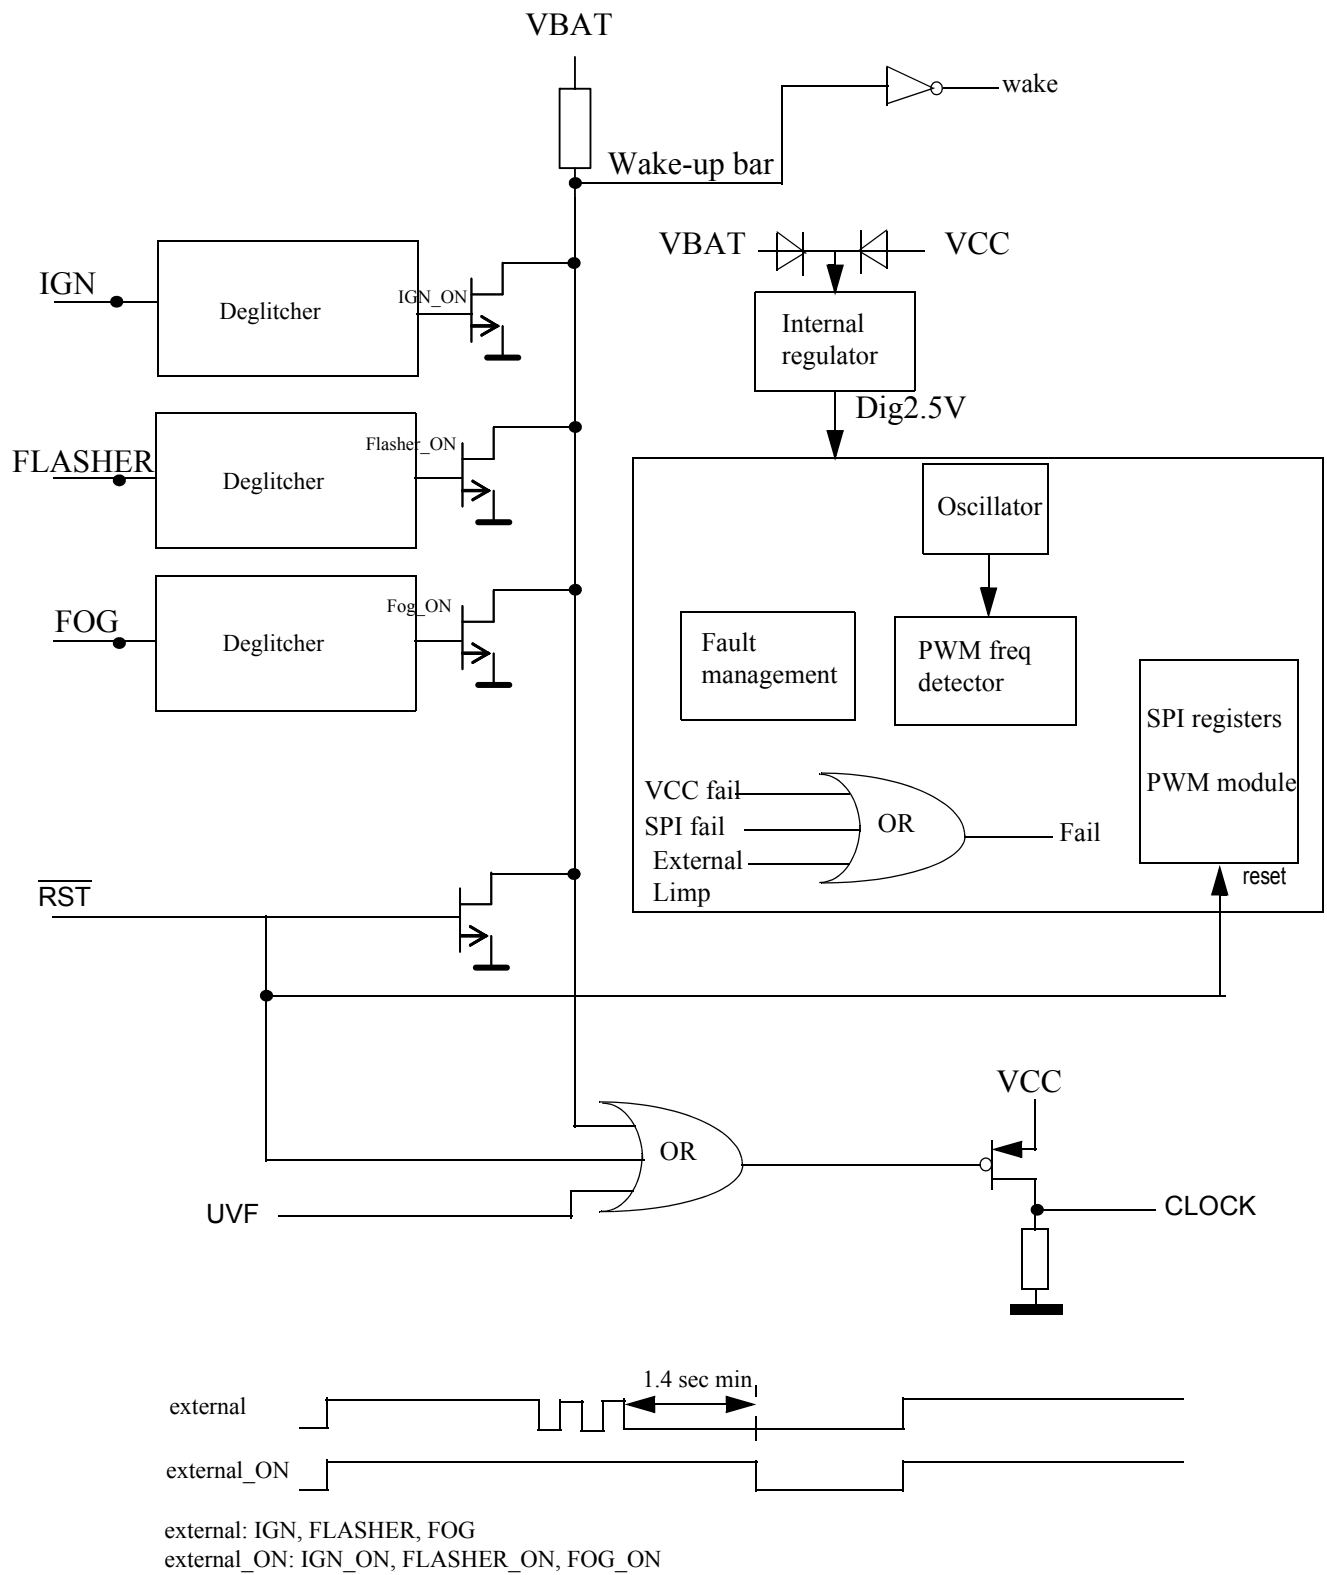 VBAT
wake
Wake-up bar
VBAT
VCC
IGN
Deglitcher
IGN_ON
Internal
regulator
Dig2.5V
FLASHER
Deglitcher
Flasher_ON
Oscillator
FOG
Deglitcher
Fog_ON
Fault
management
PWM freq
detector
SPI registers
PWM module
VCC fail
SPI fail
External
Limp
OR
Fail
reset
RST
VCC
OR
UVF
CLOCK
1.4 sec min
external
external_ON
external: IGN, FLASHER, FOG
external_ON: IGN_ON, FLASHER_ON, FOG_ON